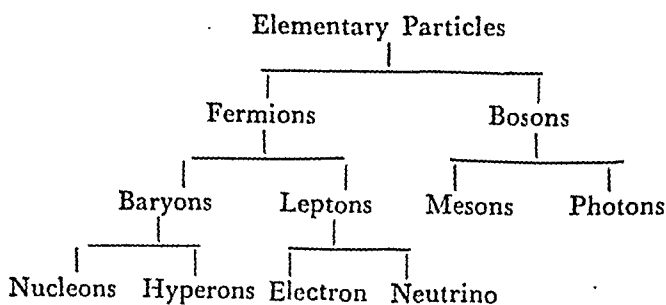 Elementary Particles
Fermions Bosons
Baryons Leptons Mesons Photons
Nucleons Hyperons Electron Neutrino